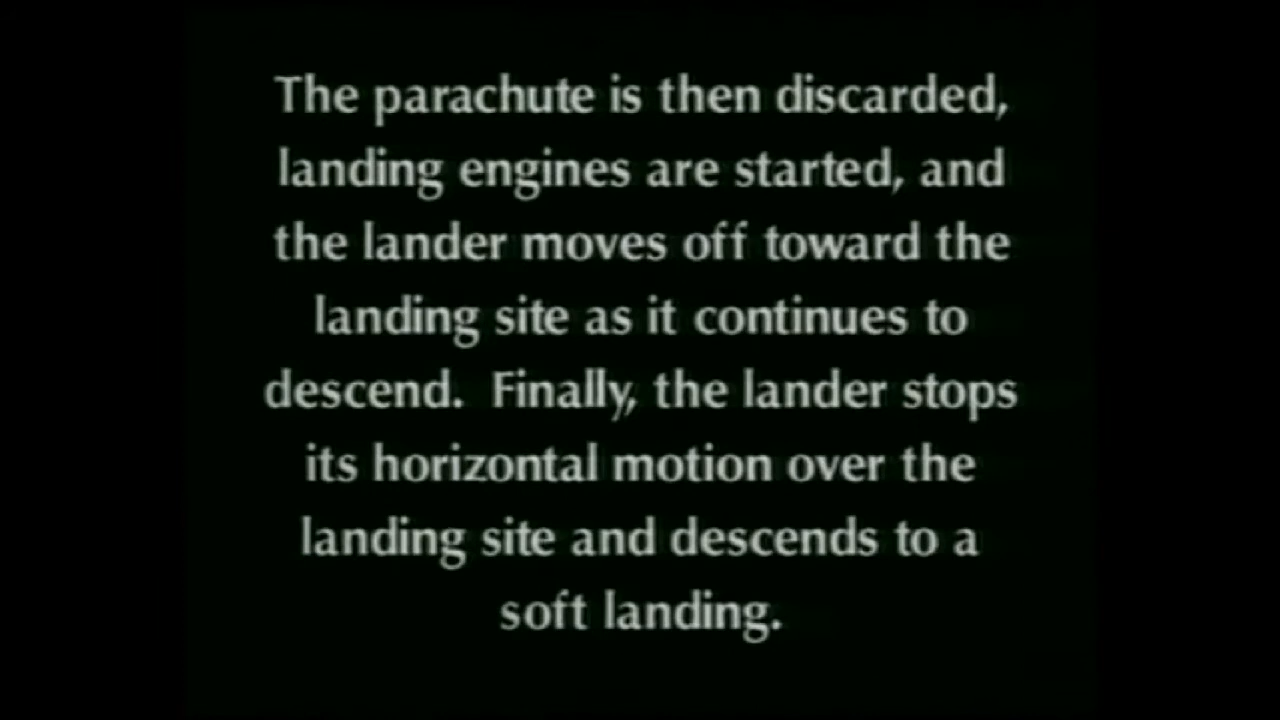 The parachute is then discarded,
landing engines are started, and
the lander moves off toward the
landing site as it continues to
descend.  Finally, the lander stops
its horizontal motion over the
landing site and descends to a
soft landing.